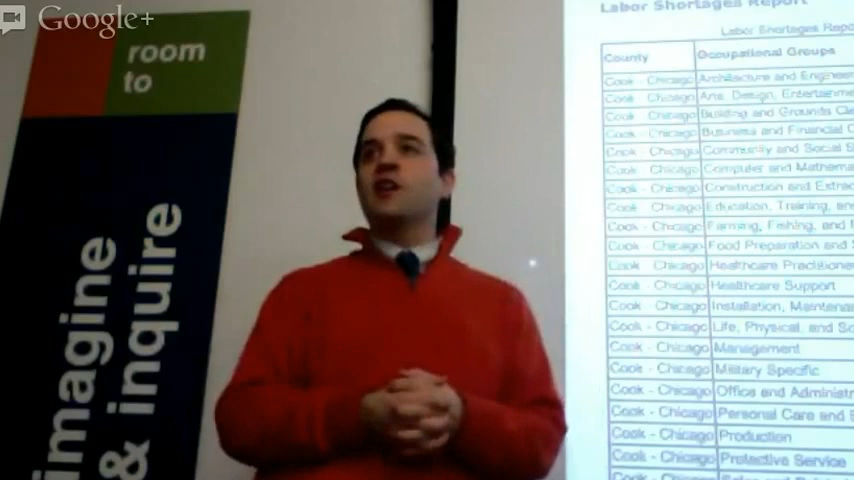 Google+
room
to
imagine
& inquire
Labor Shortages Report
Labor Shortages Repo
County Occupational Groups
Cook - Chicago Architecture and Enginee
Cook - Chicago Arts, Design, Entertainme
Cook - Chicago Building and Grounds Cle
Cook - Chicago Business and Financial O
Cook - Chicago Community and Social S
Cook - Chicago Computer and Mathema
Cook - Chicago Construction and Extrac
Cook - Chicago Education, Training, an
Cook - Chicago Farming, Fishing, and F
Cook - Chicago Food Preparation and S
Cook - Chicago Healthcare Practitione
Cook - Chicago Healthcare Support
Cook - Chicago Installation, Maintena
Cook - Chicago Life, Physical, and So
Cook - Chicago Management
Cook - Chicago Military Specific
Cook - Chicago Office and Administr
Cook - Chicago Personal Care and
Cook - Chicago Production
Cook - Chicago Protective Service